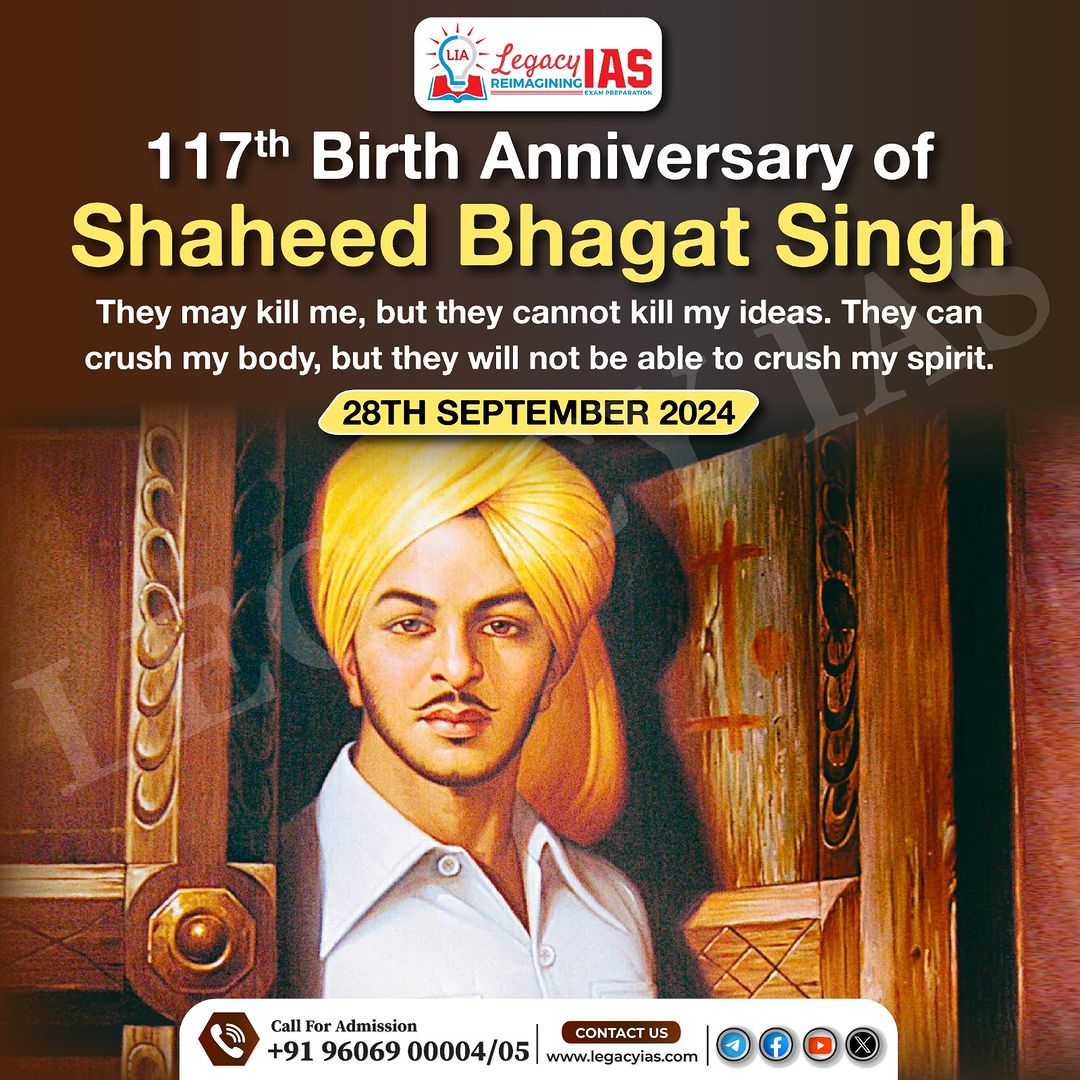 LIA
Legacy IAS
REIMAGINING EXAM PREPARATION
117th Birth Anniversary of
Shaheed Bhagat Singh
They may kill me, but they cannot kill my ideas. They can
crush my body, but they will not be able to crush my spirit.
28TH SEPTEMBER 2024
LEGACY IAS
Call For Admission
+91 96069 00004/05
CONTACT US
www.legacyias.com